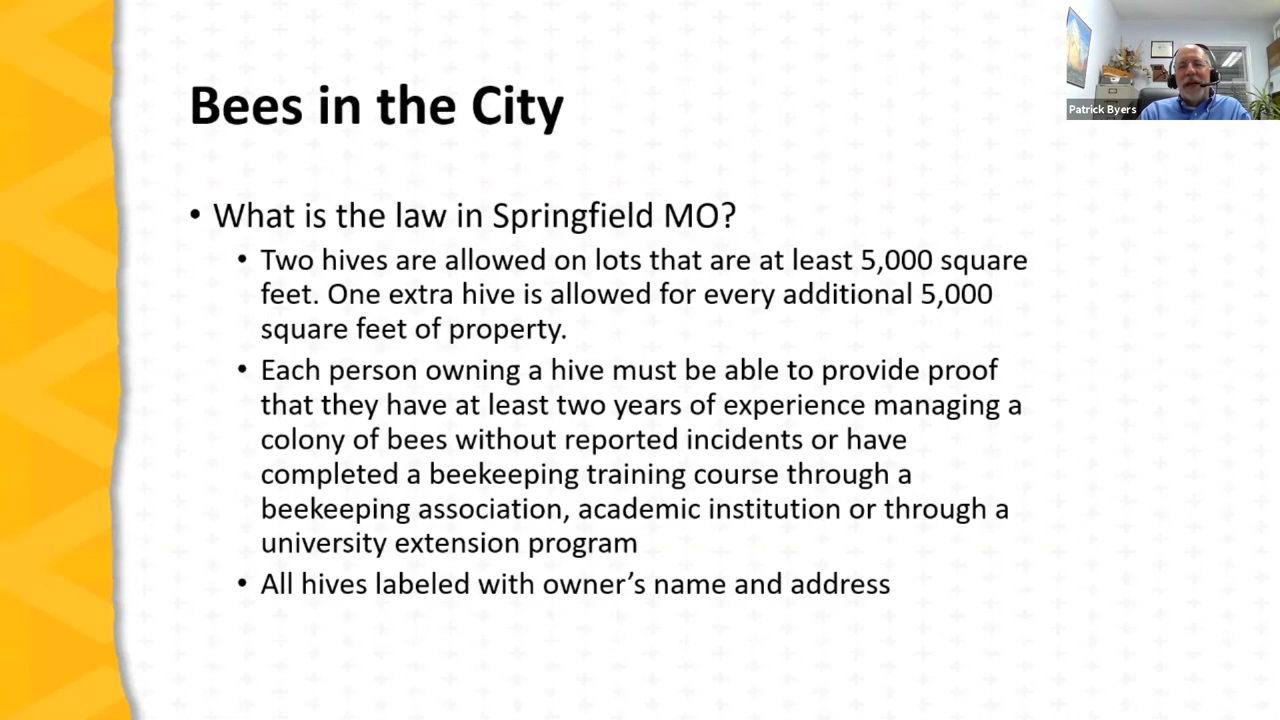 Bees in the City
Patrick Byers
• What is the law in Springfield MO?
• Two hives are allowed on lots that are at least 5,000 square
feet. One extra hive is allowed for every additional 5,000
square feet of property.
• Each person owning a hive must be able to provide proof
that they have at least two years of experience managing a
colony of bees without reported incidents or have
completed a beekeeping training course through a
beekeeping association, academic institution or through a
university extension program
• All hives labeled with owner’s name and address